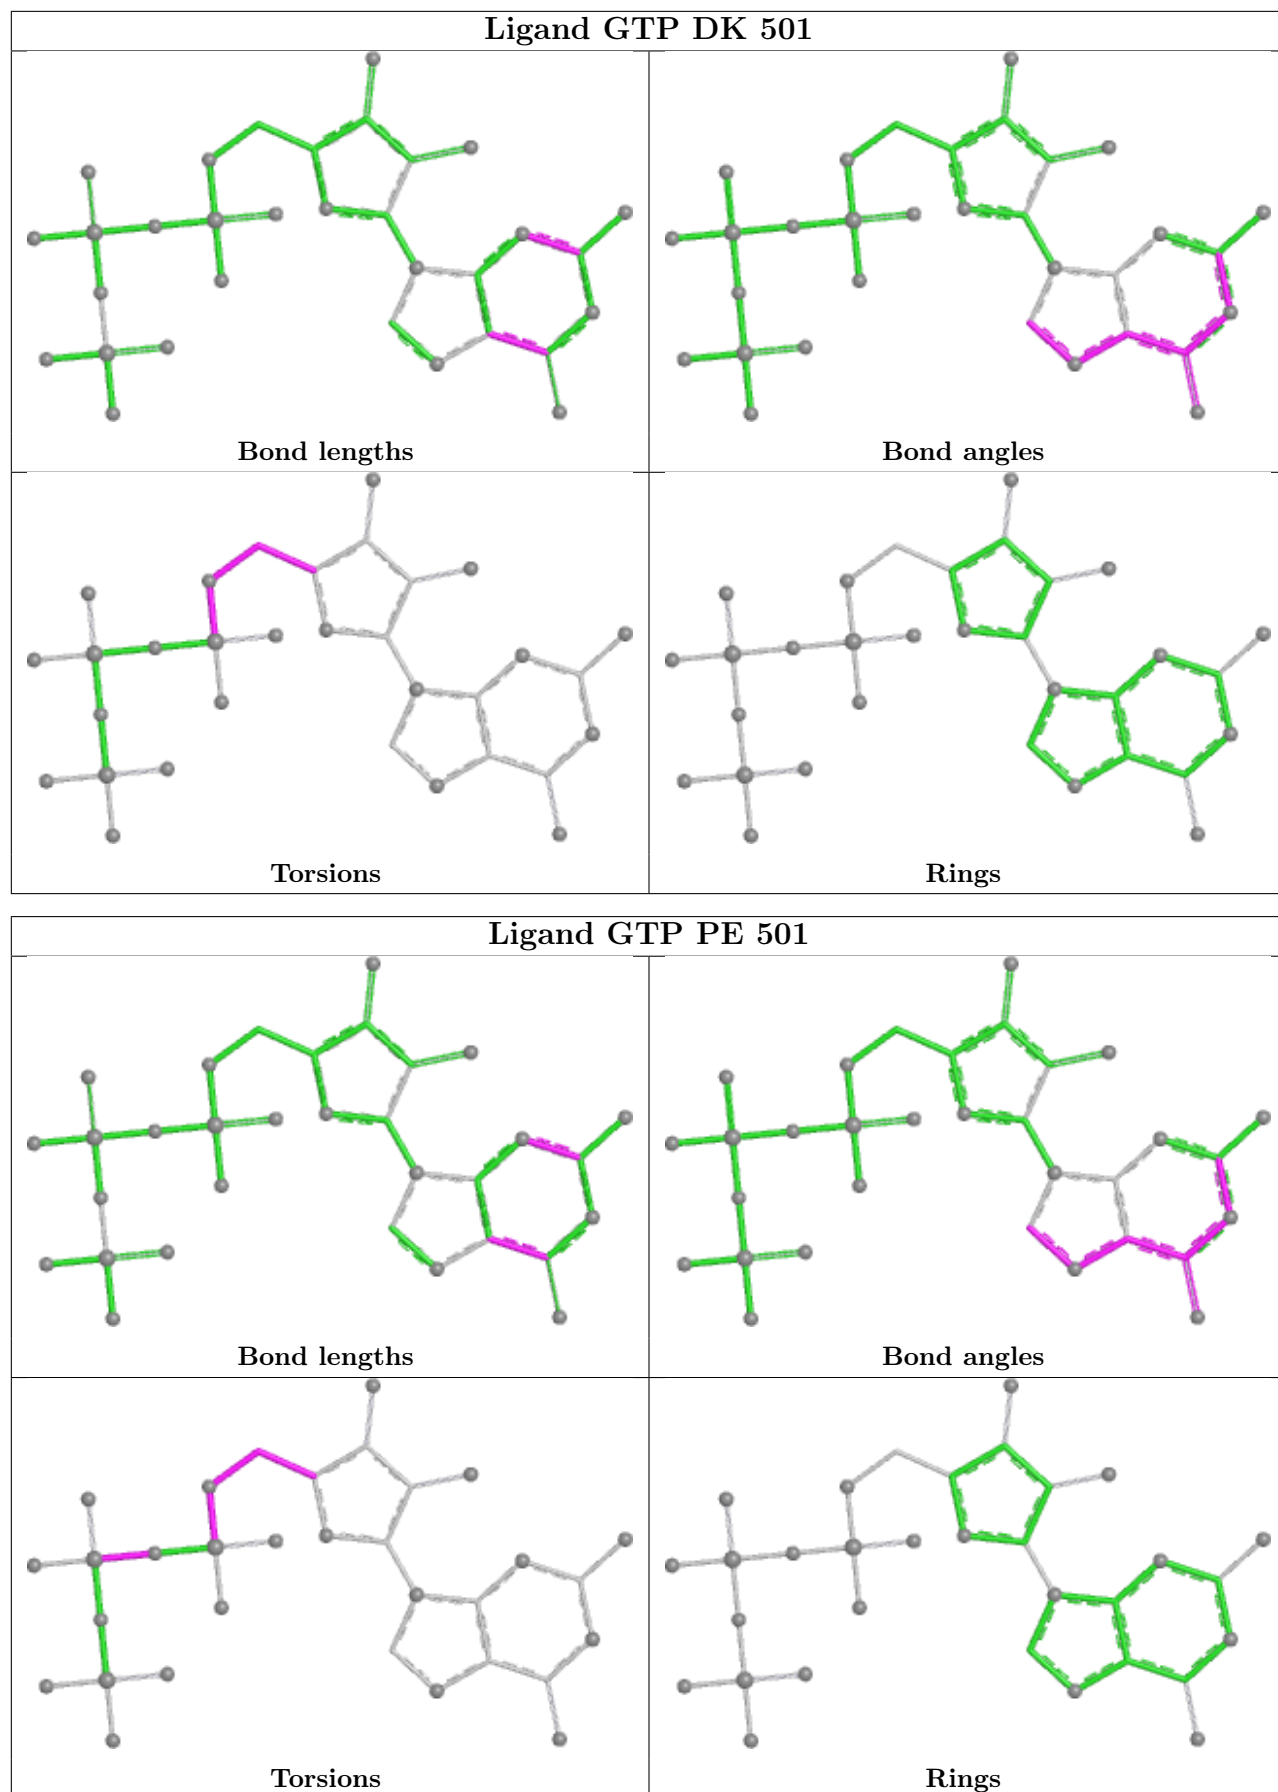 Ligand GTP DK 501
Bond lengths
Bond angles
Torsions
Rings
Ligand GTP PE 501
Bond lengths
Bond angles
Torsions
Rings